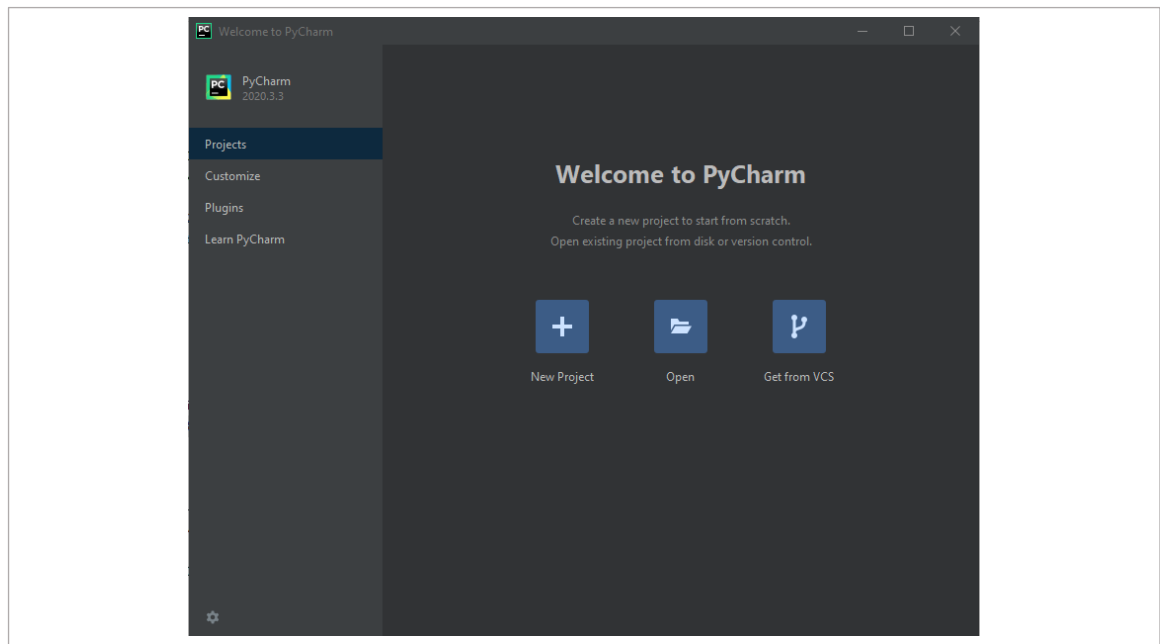 Welcome to PyCharm
PC
PyCharm
2020.3.3
Projects
Customize
Plugins
Learn PyCharm
Welcome to PyCharm
Create a new project to start from scratch.
Open existing project from disk or version control.
New Project
Open
Get from VCS